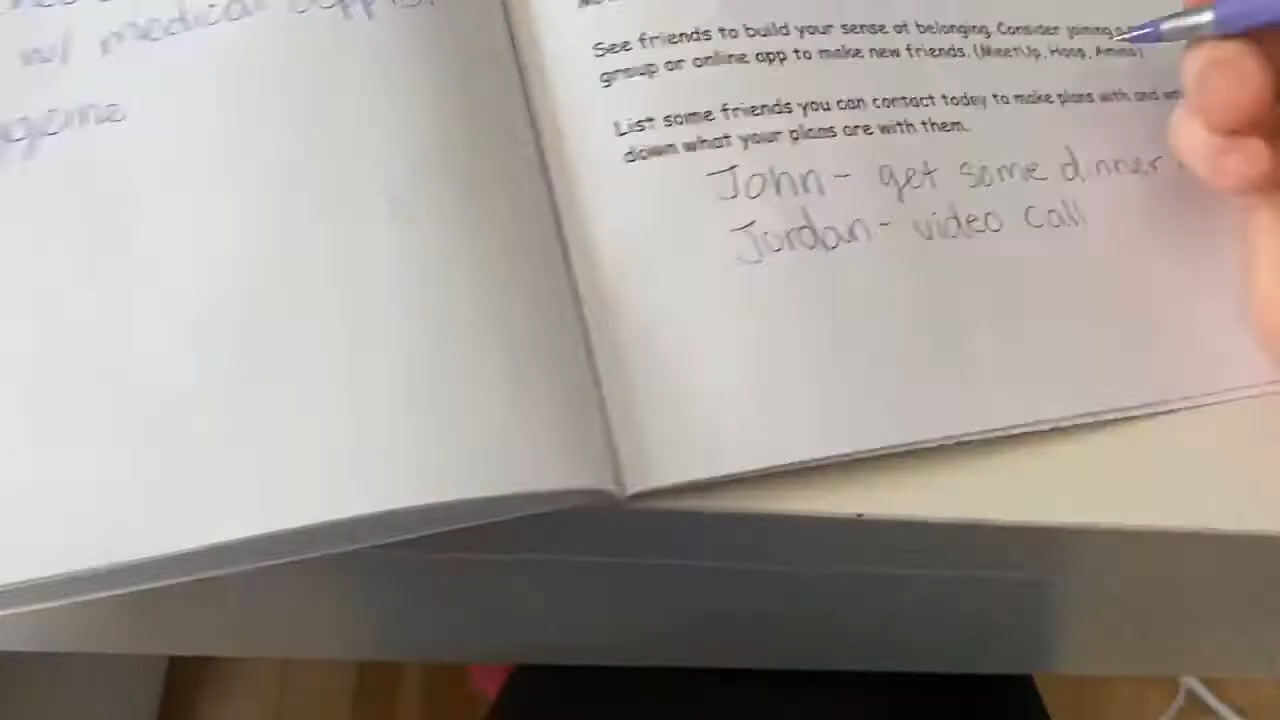 w/ medical
See friends to build your sense of belonging. Consider joining a
group or online app to make new friends. (MeetUp, Hoop, Amino)
List some friends you can contact today to make plans with and
down what your plans are with them.
John- get some dinner
Jordan- video call